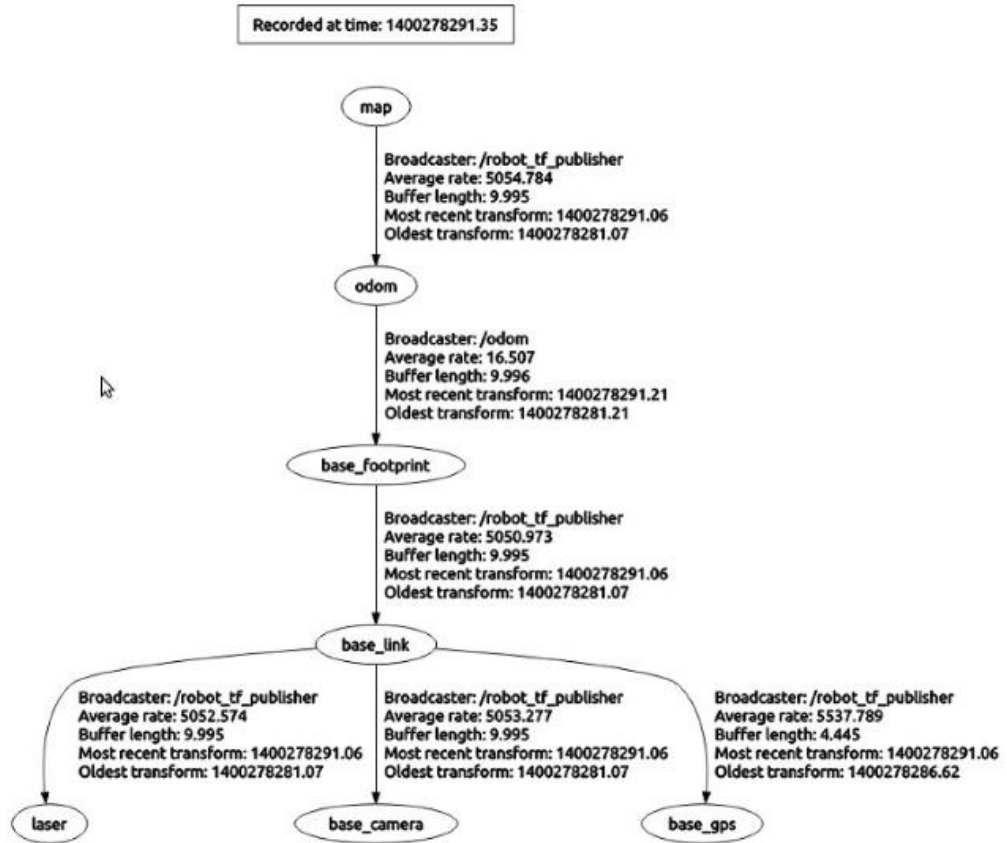 Recorded at time: 1400278291.35
map
Broadcaster: /robot_tf_publisher
Average rate: 5054.784
Buffer length: 9.995
Most recent transform: 1400278291.06
Oldest transform: 1400278281.07
odom
Broadcaster: /odom
Average rate: 16.507
Buffer length: 9.996
Most recent transform: 1400278291.21
Oldest transform: 1400278281.21
base_footprint
Broadcaster: /robot_tf_publisher
Average rate: 5050.973
Buffer length: 9.995
Most recent transform: 1400278291.06
Oldest transform: 1400278281.07
base_link
Broadcaster: /robot_tf_publisher
Average rate: 5052.574
Buffer length: 9.995
Most recent transform: 1400278291.06
Oldest transform: 1400278281.07
Broadcaster: /robot_tf_publisher
Average rate: 5053.277
Buffer length: 9.995
Most recent transform: 1400278291.06
Oldest transform: 1400278281.07
Broadcaster: /robot_tf_publisher
Average rate: 5537.789
Buffer length: 4.445
Most recent transform: 1400278291.06
Oldest transform: 1400278286.62
laser
base_camera
base_gps